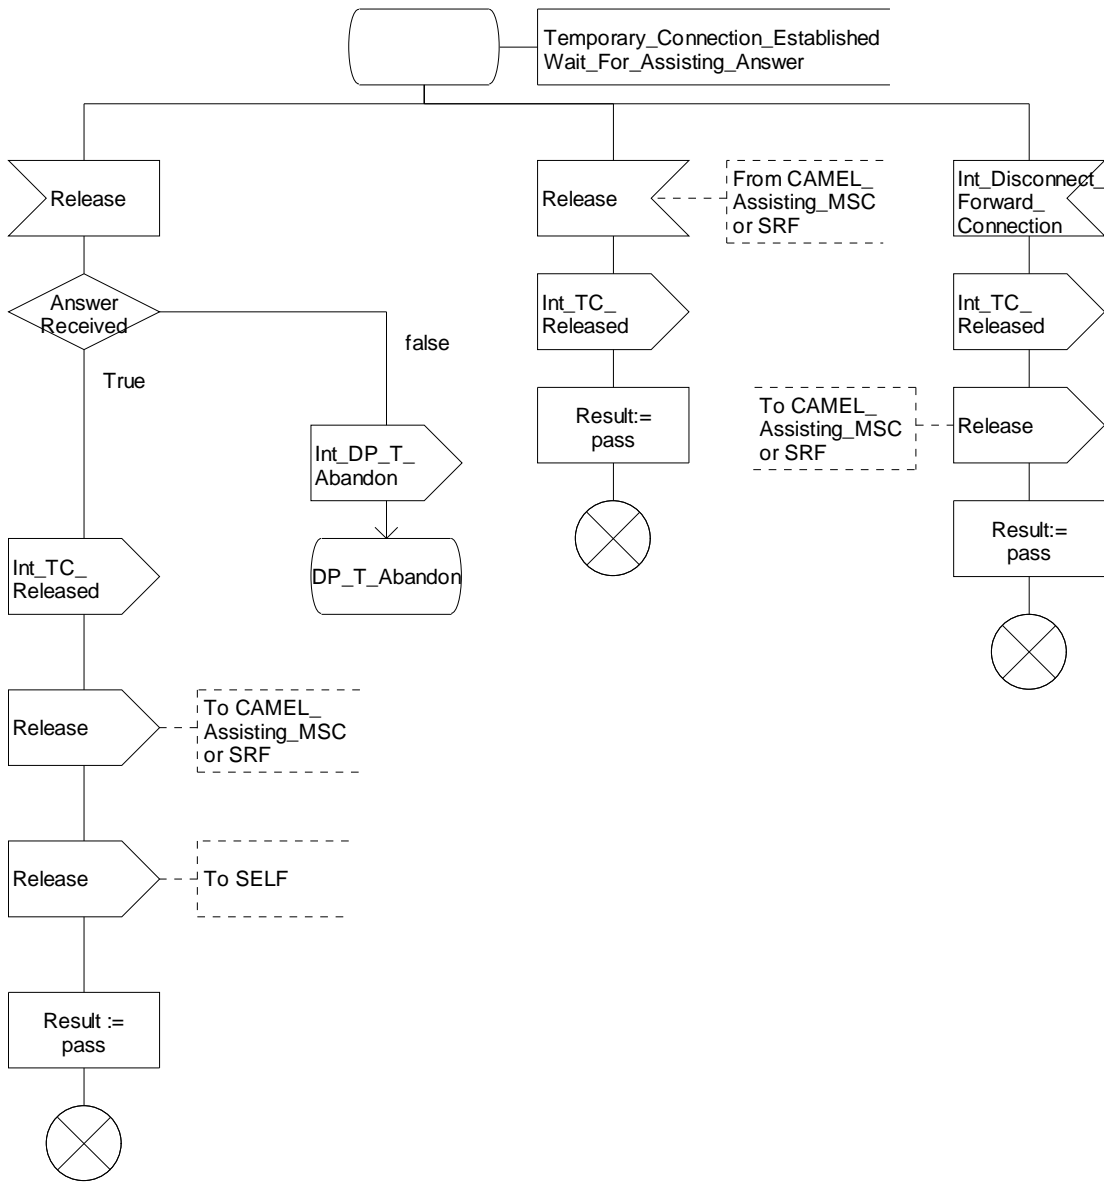 Temporary_Connection_Established
Wait_For_Assisting_Answer
Release
Release
From CAMEL_
Assisting_MSC
or SRF
Int_Disconnect_
Forward_
Connection
Answer
Received
false
True
Int_TC_
Released
Int_TC_
Released
Int_DP_T_
Abandon
Result:=
pass
To CAMEL_
Assisting_MSC
or SRF
Release
DP_T_Abandon
Result:=
pass
Int_TC_
Released
Release
To CAMEL_
Assisting_MSC
or SRF
Release
To SELF
Result :=
pass